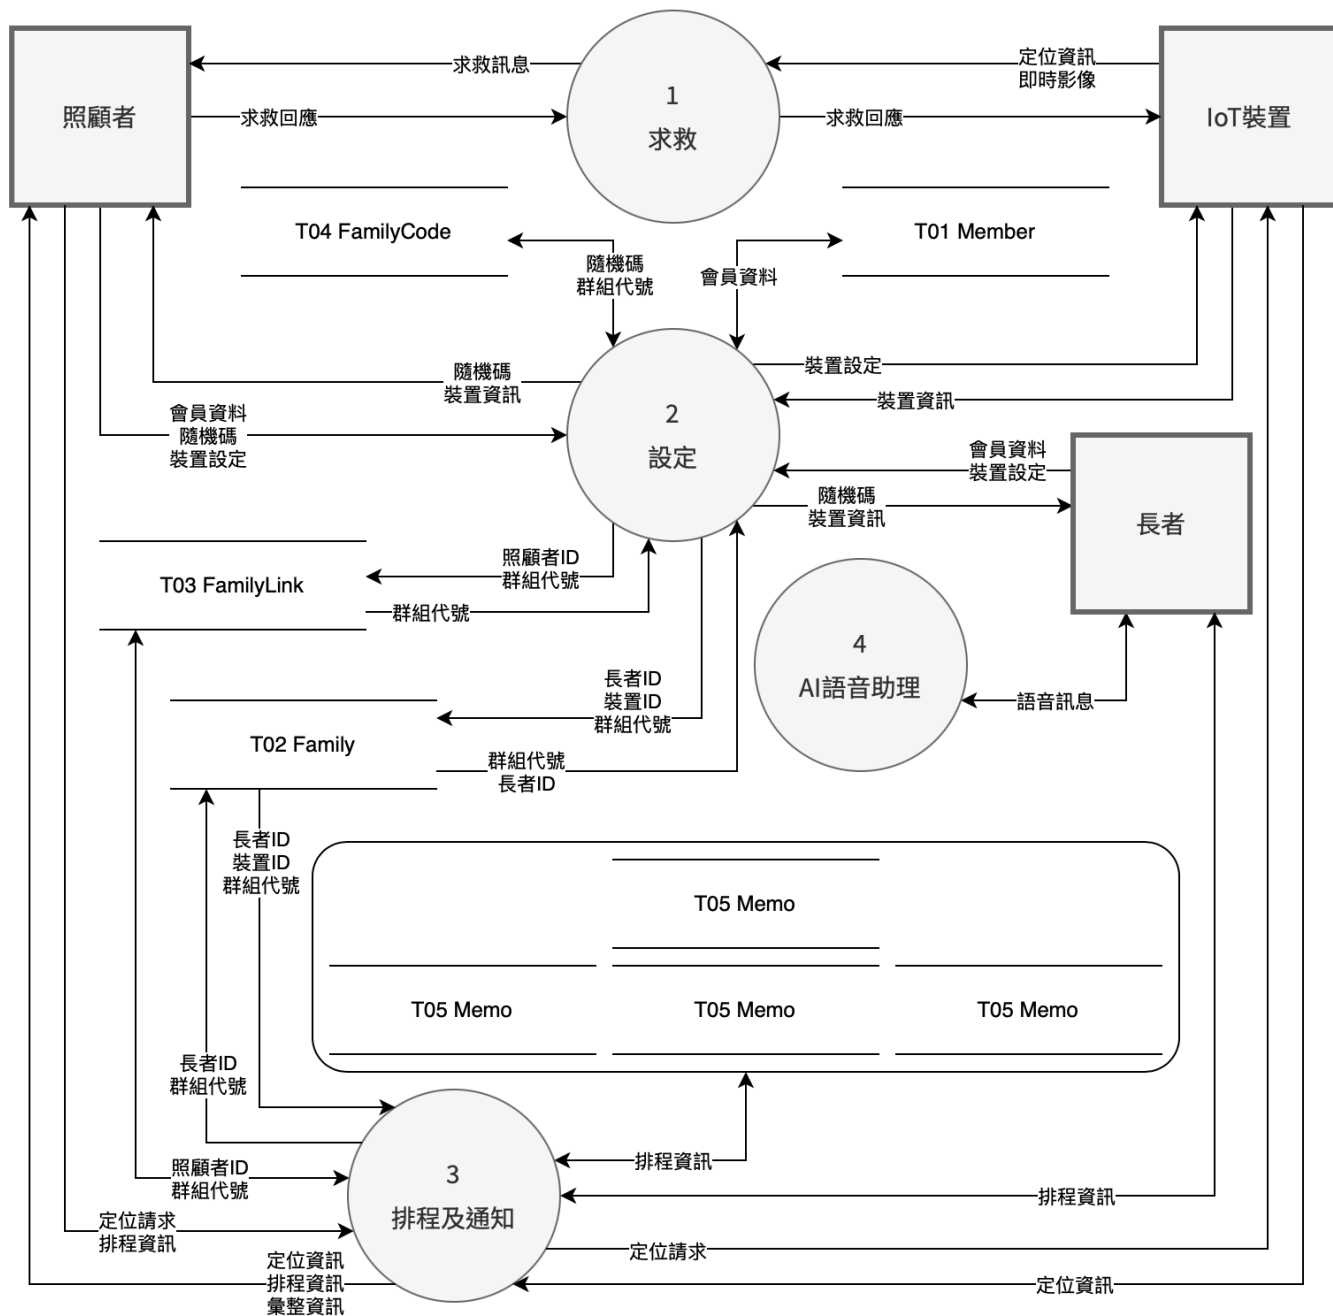 照顧者
求救訊息
求救回應
1
求救
定位資訊
即時影像
求救回應
IoT裝置
T04 FamilyCode
隨機碼
群組代號
會員資料
T01 Member
隨機碼
裝置資訊
會員資料
隨機碼
裝置設定
2
設定
裝置設定
裝置資訊
會員資料
裝置設定
隨機碼
裝置資訊
長者
T03 FamilyLink
照顧者ID
群組代號
群組代號
4
AI語音助理
語音訊息
T02 Family
長者ID
裝置ID
群組代號
群組代號
長者ID
長者ID
裝置ID
群組代號
T05 Memo
T05 Memo
T05 Memo
T05 Memo
長者ID
群組代號
照顧者ID
群組代號
3
排程及通知
排程資訊
排程資訊
定位請求
排程資訊
定位請求
定位資訊
排程資訊
彙整資訊
定位資訊